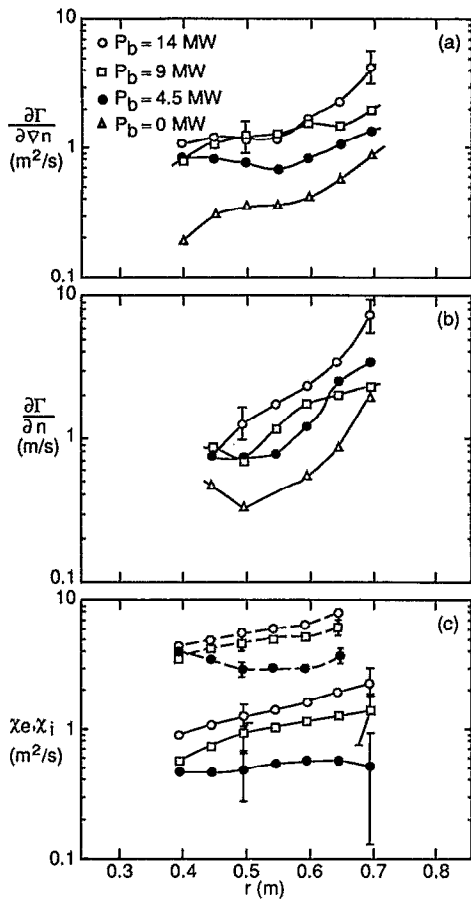 10
(a)
P_b = 14 MW
P_b = 9 MW
P_b = 4.5 MW
P_b = 0 MW
∂Γ
∂∇n
(m²/s)
1
0.1
10
(b)
∂Γ
∂n
(m/s)
1
0.1
10
(c)
χe,χi
(m²/s)
1
0.1
0.3 0.4 0.5 0.6 0.7 0.8
r (m)